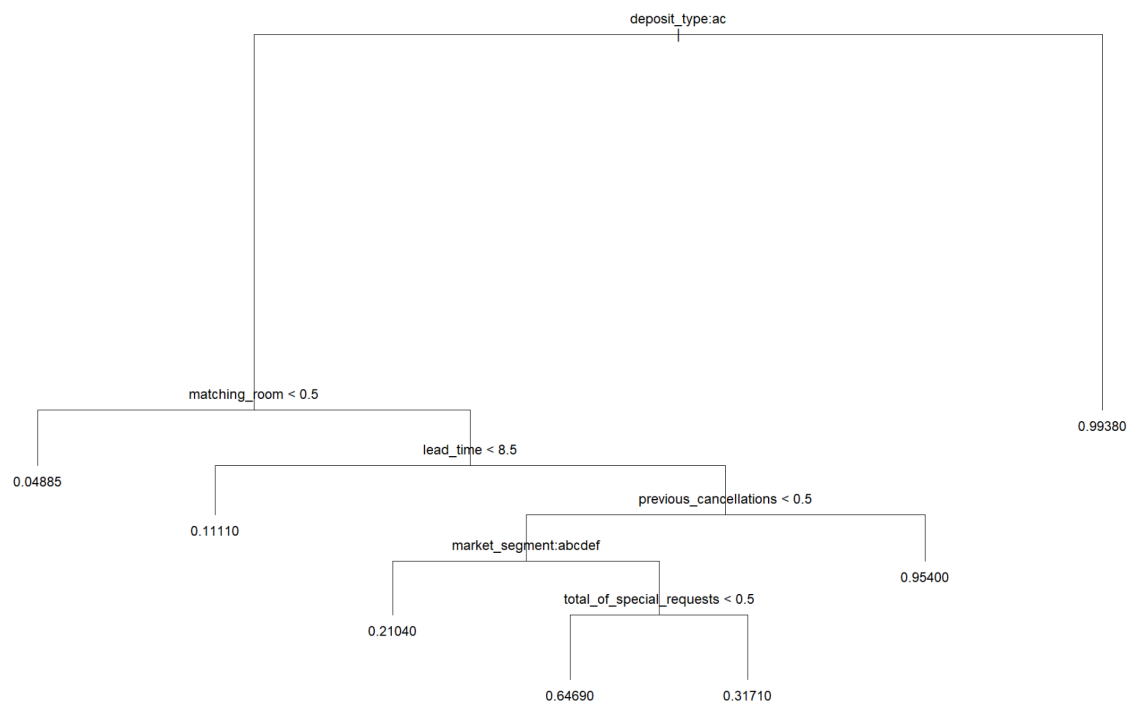 deposit_type:ac
matching_room < 0.5
0.99380
lead_time < 8.5
0.04885
previous_cancellations < 0.5
0.11110
market_segment:abcdef
0.95400
total_of_special_requests < 0.5
0.21040
0.64690
0.31710